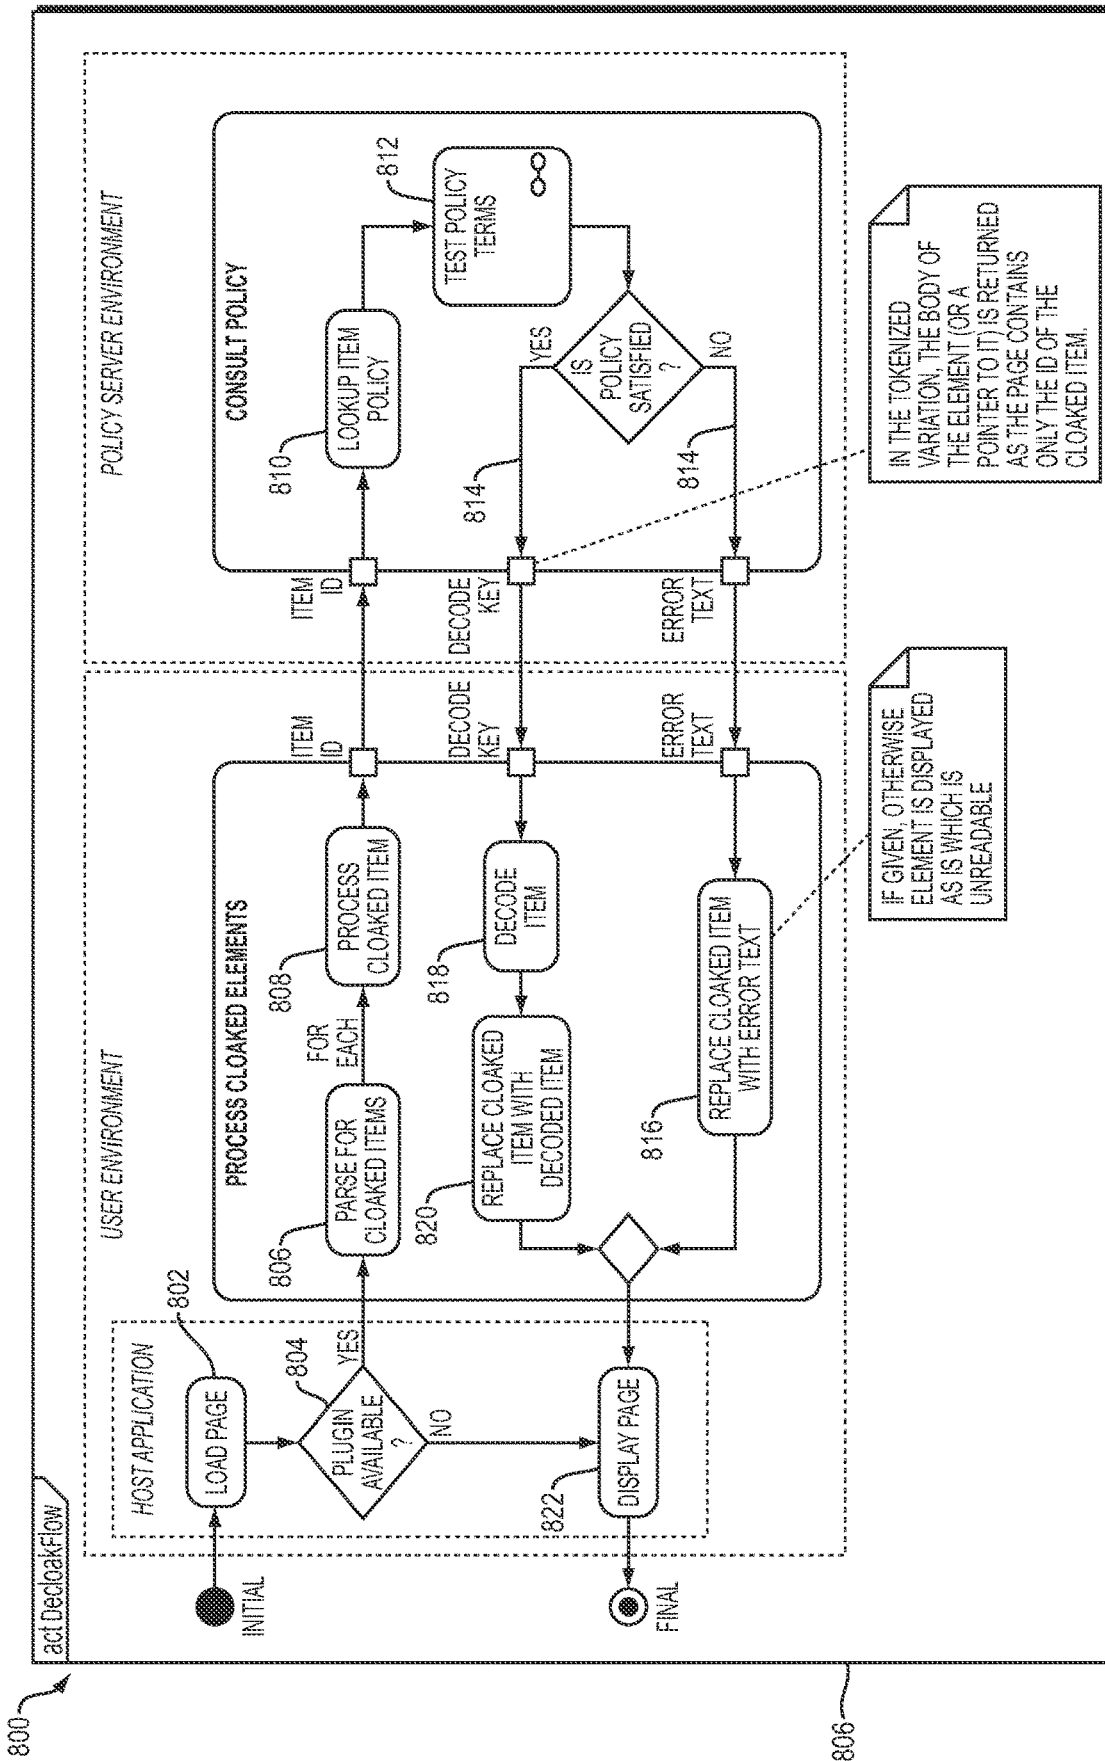 800
act DecloakFlow
INITIAL
FINAL
806
USER ENVIRONMENT
HOST APPLICATION
802
LOAD PAGE
804
PLUGIN
AVAILABLE
?
YES
NO
822
DISPLAY PAGE
PROCESS CLOAKED ELEMENTS
806
PARSE FOR
CLOAKED ITEMS
FOR
EACH
808
PROCESS
CLOAKED ITEM
ITEM
ID
818
DECODE
ITEM
DECODE
KEY
820
REPLACE CLOAKED
ITEM WITH
DECODED ITEM
816
REPLACE CLOAKED ITEM
WITH ERROR TEXT
ERROR
TEXT
IF GIVEN, OTHERWISE
ELEMENT IS DISPLAYED
AS IS WHICH IS
UNREADABLE
POLICY SERVER ENVIRONMENT
CONSULT POLICY
ITEM
ID
810
LOOKUP ITEM
POLICY
812
TEST POLICY
TERMS
IS
POLICY
SATISFIED
?
YES
NO
814
814
DECODE
KEY
ERROR
TEXT
IN THE TOKENIZED
VARIATION, THE BODY OF
THE ELEMENT (OR A
POINTER TO IT) IS RETURNED
AS THE PAGE CONTAINS
ONLY THE ID OF THE
CLOAKED ITEM.